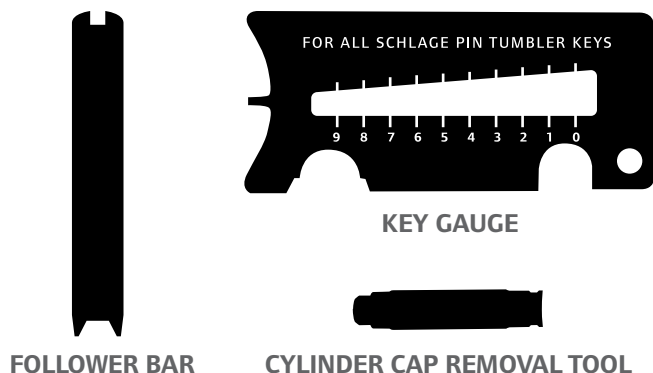 FOR ALL SCHLAGE PIN TUMBLER KEYS
9 8 7 6 5 4 3 2 1 0
KEY GAUGE
FOLLOWER BAR
CYLINDER CAP REMOVAL TOOL